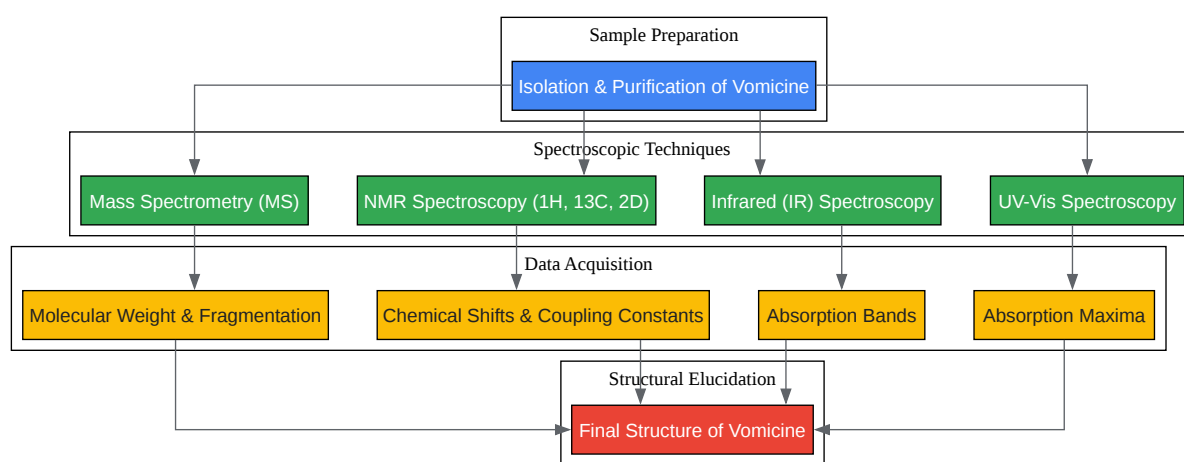 Sample Preparation
Isolation & Purification of Vomicine
Spectroscopic Techniques
Mass Spectrometry (MS)
NMR Spectroscopy (1H, 13C, 2D)
Infrared (IR) Spectroscopy
UV-Vis Spectroscopy
Data Acquisition
Molecular Weight & Fragmentation
Chemical Shifts & Coupling Constants
Absorption Bands
Absorption Maxima
Structural Elucidation
Final Structure of Vomicine